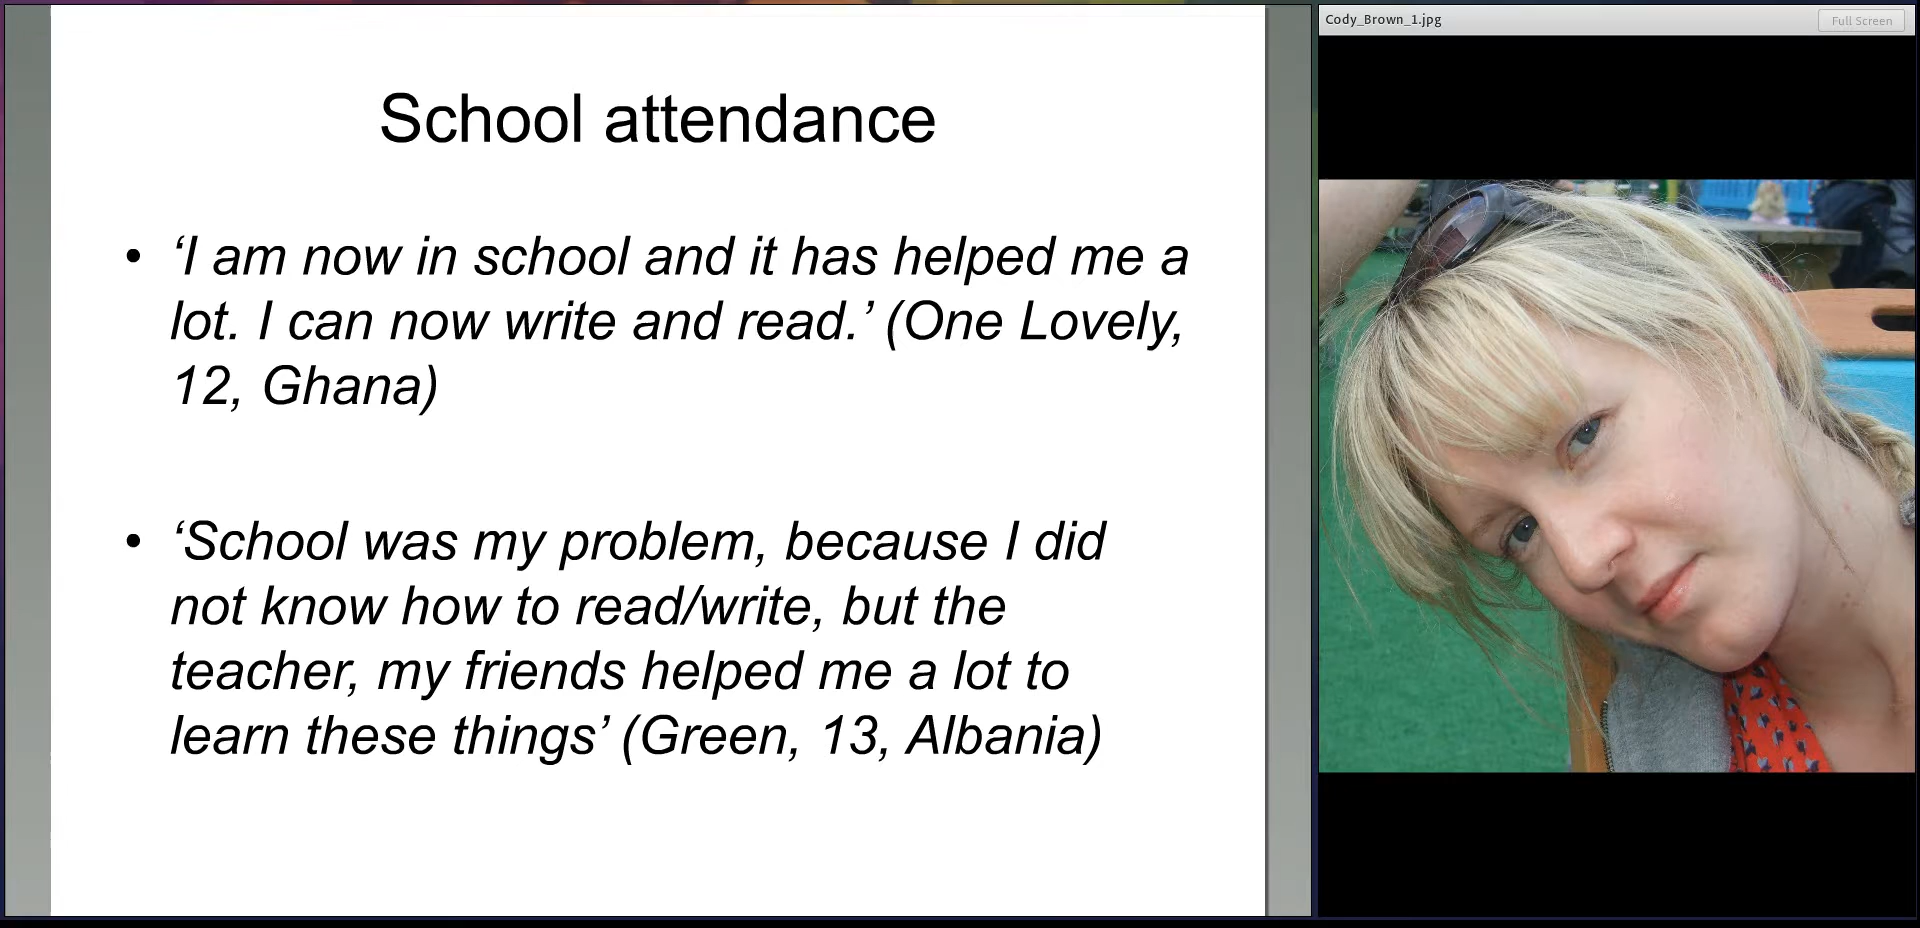 School attendance
• ‘I am now in school and it has helped me a
lot. I can now write and read.’ (One Lovely,
12, Ghana)
• ‘School was my problem, because I did
not know how to read/write, but the
teacher, my friends helped me a lot to
learn these things’ (Green, 13, Albania)
Cody_Brown_1.jpg
Full Screen